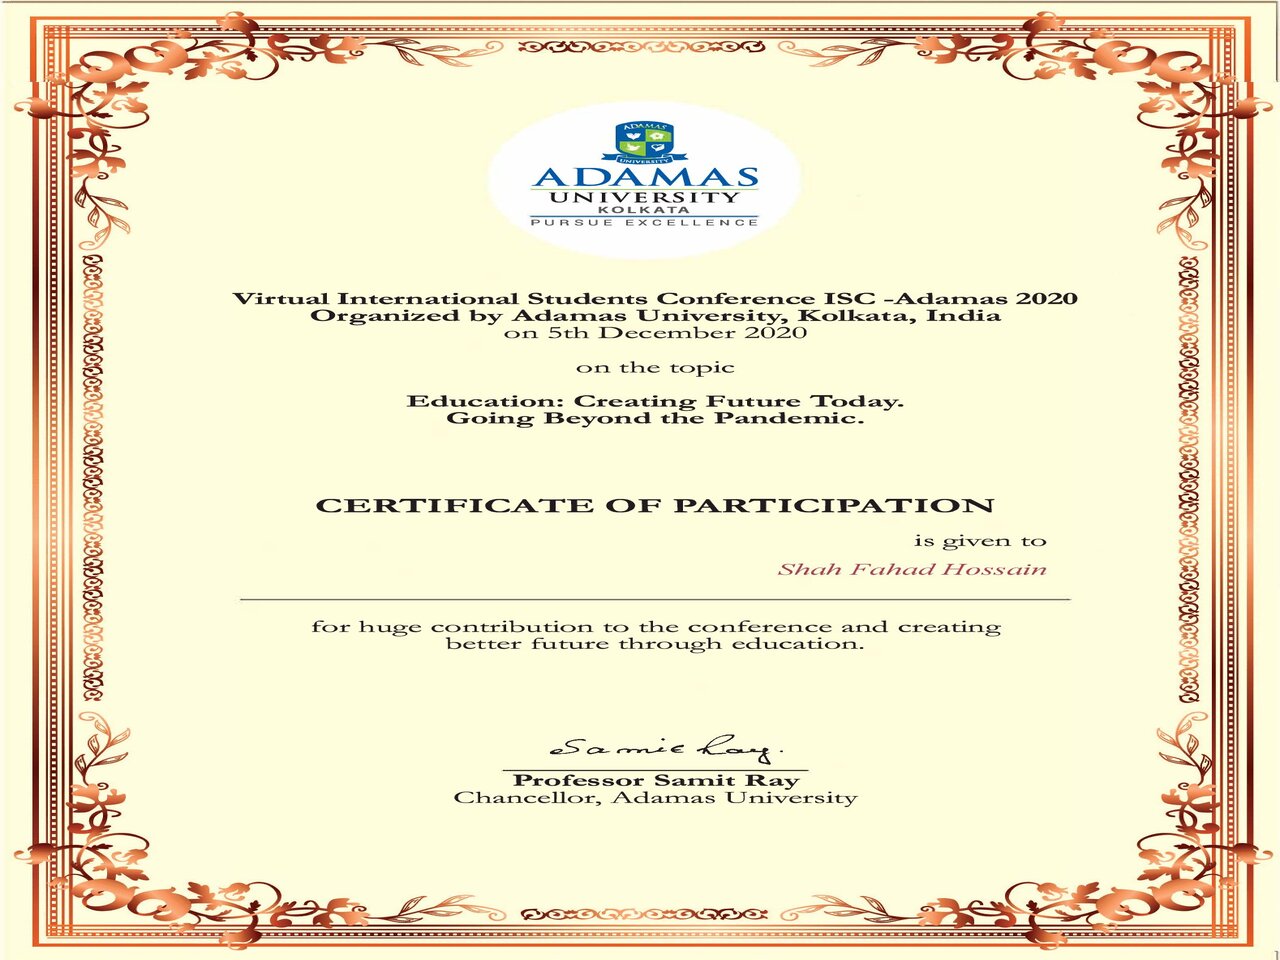 ADAMAS
UNIVERSITY
ADAMAS
UNIVERSITY
KOLKATA
PURSUE EXCELLENCE
Virtual International Students Conference ISC -Adamas 2020
Organized by Adamas University, Kolkata, India
on 5th December 2020
on the topic
Education: Creating Future Today.
Going Beyond the Pandemic.
CERTIFICATE OF PARTICIPATION
is given to
Shah Fahad Hossain
for huge contribution to the conference and creating
better future through education.
Samit Ray.
Professor Samit Ray
Chancellor, Adamas University